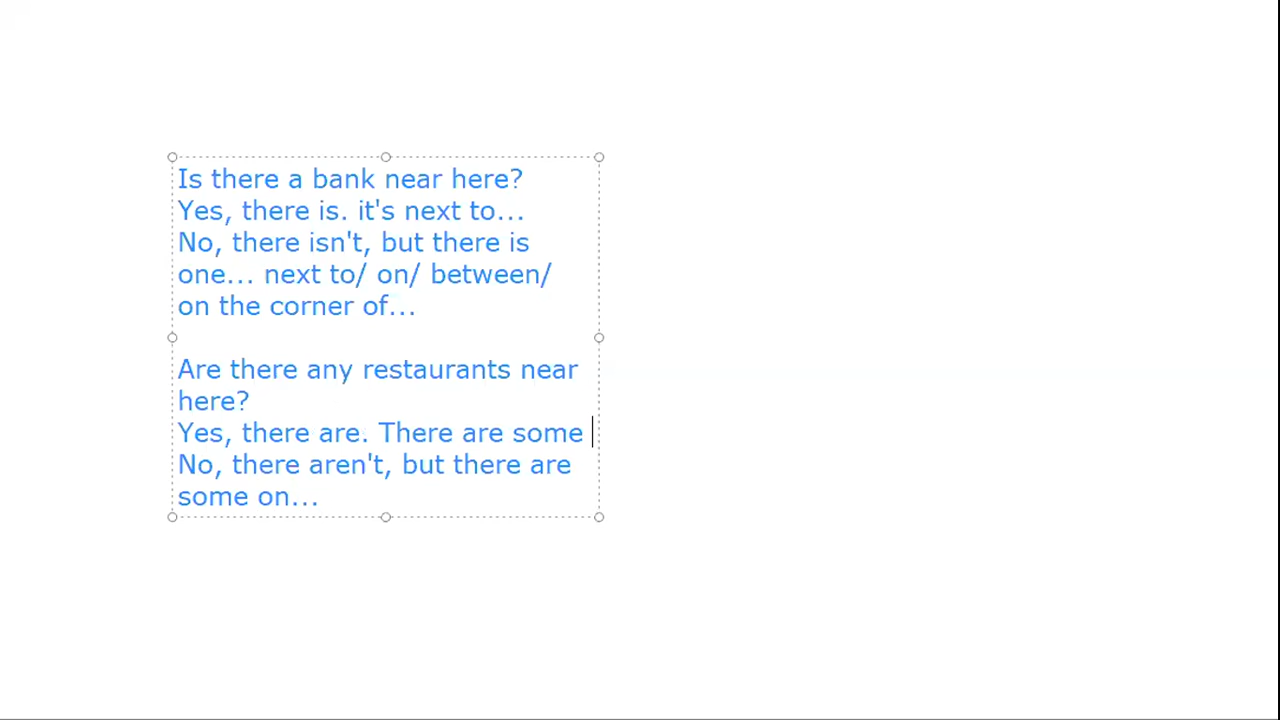 Is there a bank near here?
Yes, there is. it's next to...
No, there isn't, but there is
one... next to/ on/ between/
on the corner of...
Are there any restaurants near
here?
Yes, there are. There are some
No, there aren't, but there are
some on...